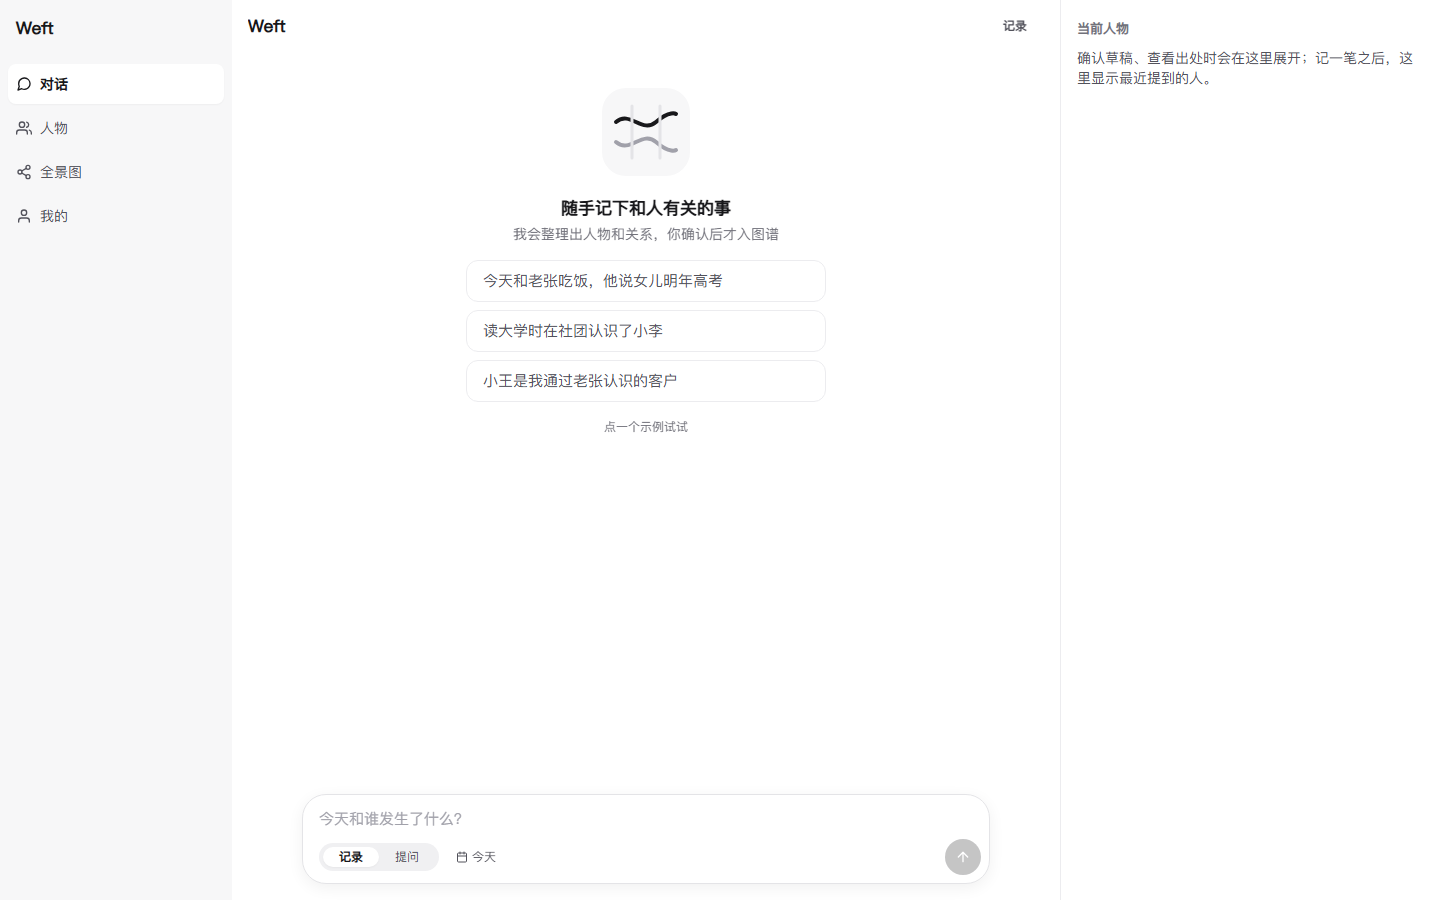 Weft
对话
人物
全景图
我的
Weft
记录
随手记下和人有关的事
我会整理出人物和关系，你确认后才入图谱
今天和老张吃饭，他说女儿明年高考
读大学时在社团认识了小李
小王是我通过老张认识的客户
点一个示例试试
今天和谁发生了什么?
记录
提问
今天
当前人物
确认草稿、查看出处时会在这里展开；记一笔之后，这
里显示最近提到的人。